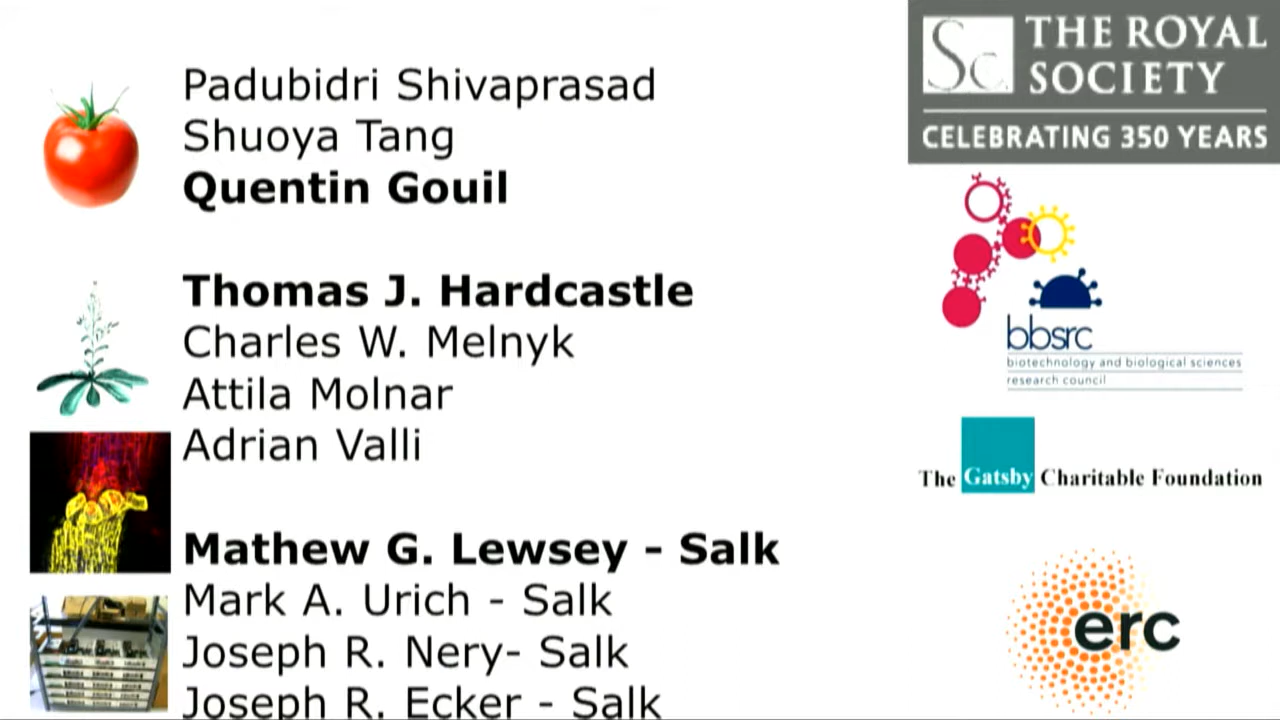 Padubidri Shivaprasad
Shuoya Tang
Quentin Gouil
Thomas J. Hardcastle
Charles W. Melnyk
Attila Molnar
Adrian Valli
Mathew G. Lewsey - Salk
Mark A. Urich - Salk
Joseph R. Nery- Salk
Joseph R. Ecker - Salk
Sc.
THE ROYAL
SOCIETY
CELEBRATING 350 YEARS
bbsrc
biotechnology and biological sciences
research council
The Gatsby Charitable Foundation
erc